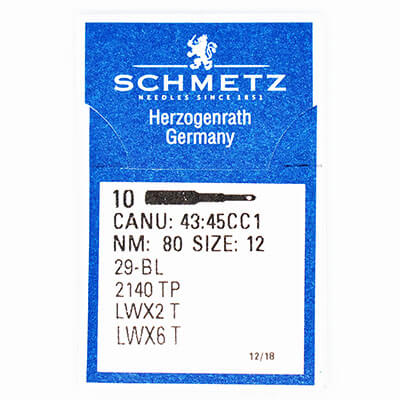 SCHMETZ
NEEDLES SINCE 1851
Herzogenrath
Germany
10
CANU: 43:45CC1
NM: 80 SIZE: 12
29-BL
2140 TP
LWX2 T
LWX6 T
12/18